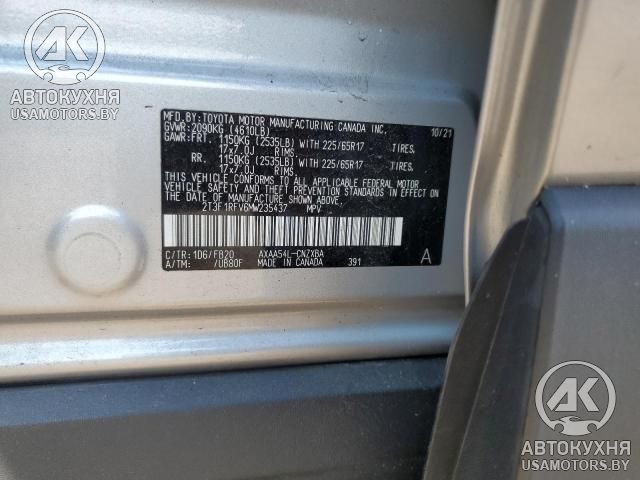 AK
АВТОКУХНЯ
USAMOTORS.BY
MFD.BY:TOYOTA MOTOR MANUFACTURING CANADA INC. 10/21
GVWR:2090KG (4610LB)
GAWR:FRT. 1150KG (2535LB) WITH 225/65R17 TIRES,
17x7.0J RIMS
RR. 1150KG (2535LB) WITH 225/65R17 TIRES,
17x7.0J RIMS
THIS VEHICLE CONFORMS TO ALL APPLICABLE FEDERAL MOTOR
VEHICLE SAFETY AND THEFT PREVENTION STANDARDS IN EFFECT
ON THE DATE OF MANUFACTURE SHOWN ABOVE.
2T3F1RFV6MW235437 MPV
C/TR:1D6/FB20 AXAA54L-CNZXBA
A/TM: /UB80F MADE IN CANADA 391 A
AK
АВТОКУХНЯ
USAMOTORS.BY